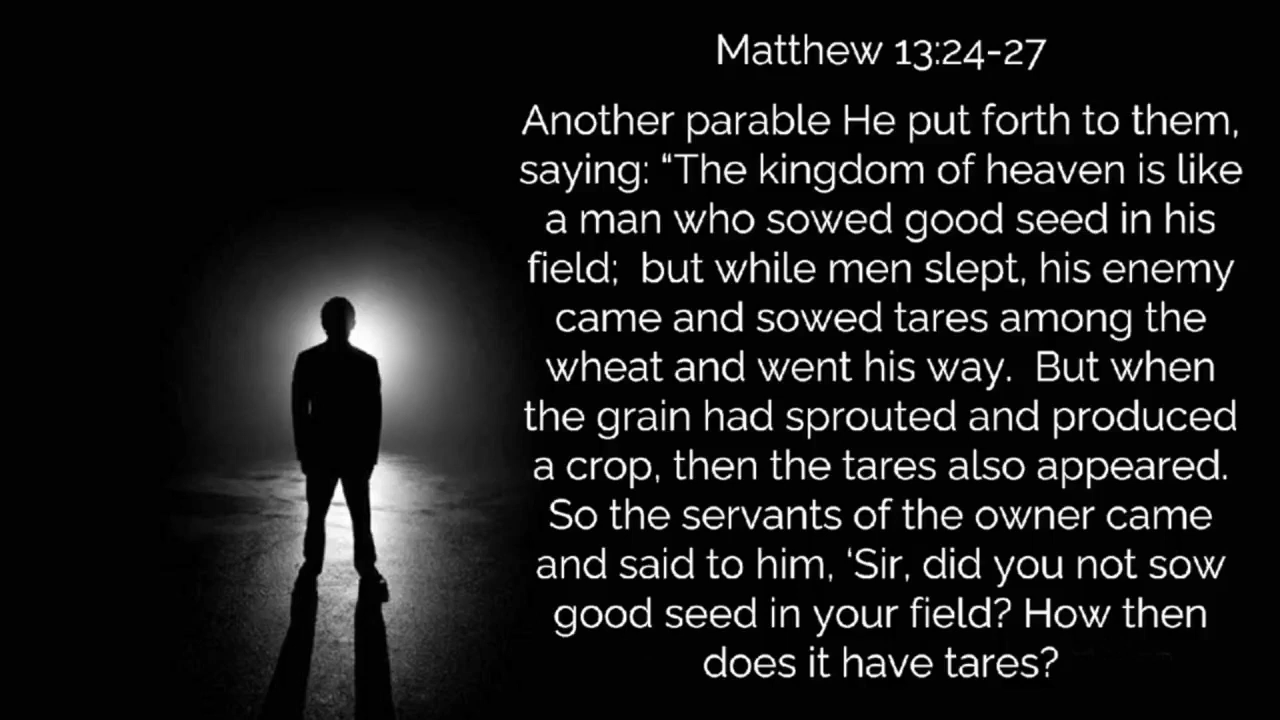 Matthew 13:24-27
Another parable He put forth to them,
saying: “The kingdom of heaven is like
a man who sowed good seed in his
field;  but while men slept, his enemy
came and sowed tares among the
wheat and went his way.  But when
the grain had sprouted and produced
a crop, then the tares also appeared.
So the servants of the owner came
and said to him, ‘Sir, did you not sow
good seed in your field? How then
does it have tares?